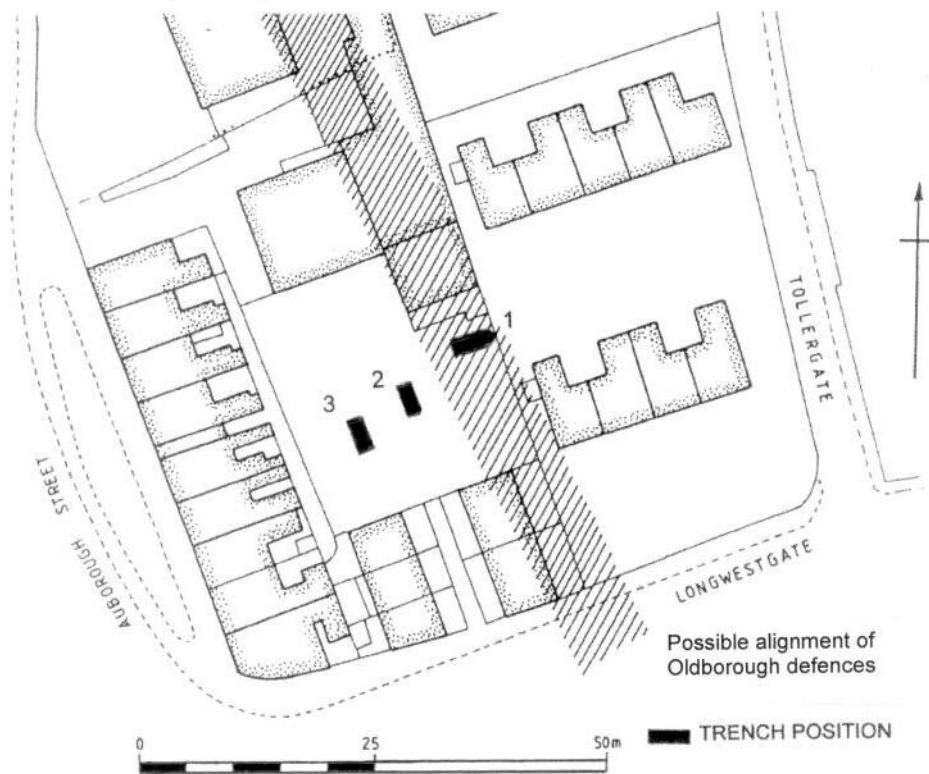 1
2
3
TOLLERGATE
AUBOROUGH STREET
LONGWESTGATE
Possible alignment of
Oldborough defences
TRENCH POSITION
0 25 50m